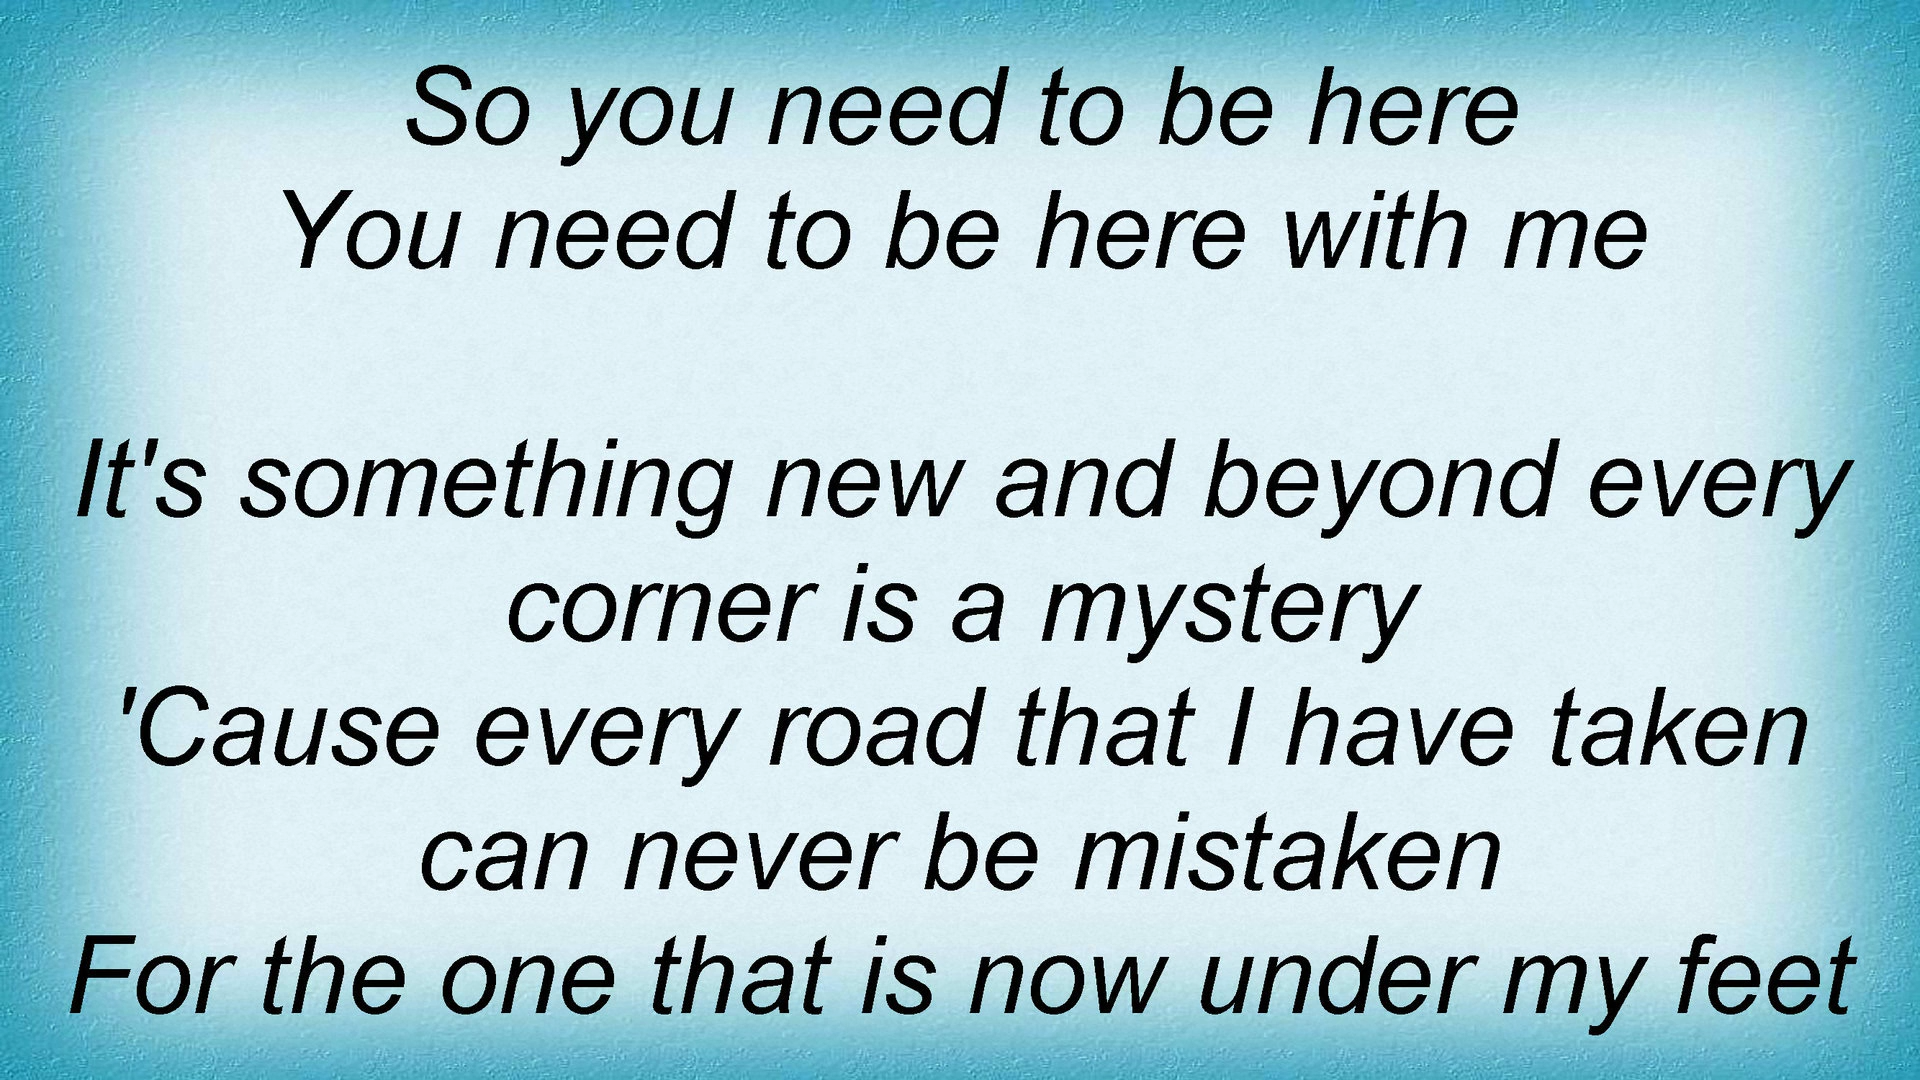 So you need to be here
You need to be here with me
It's something new and beyond every
corner is a mystery
'Cause every road that I have taken
can never be mistaken
For the one that is now under my feet